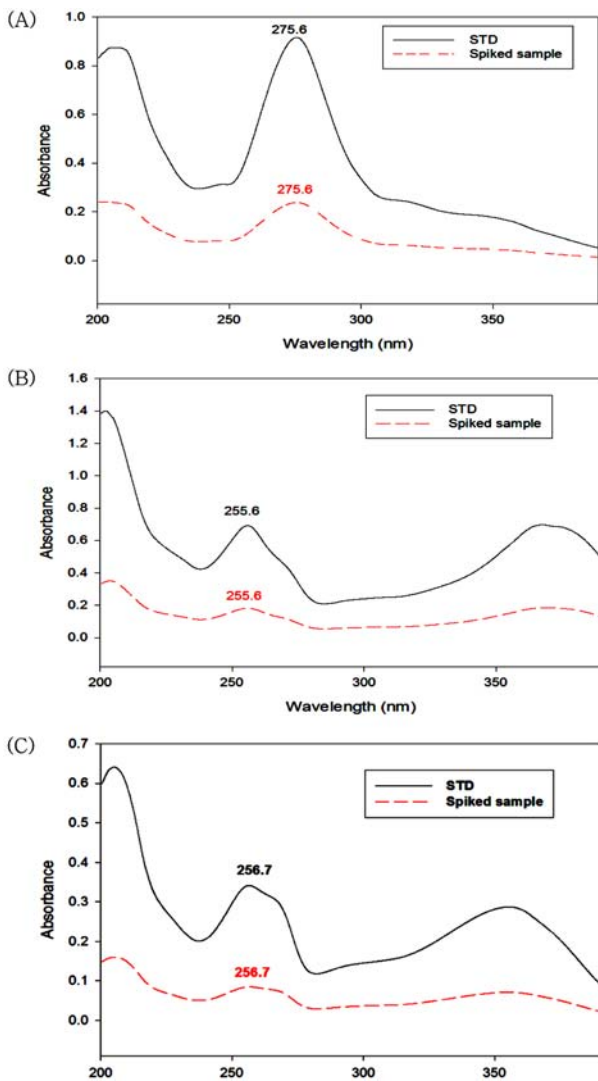 (A)
1.0
0.8
0.6
0.4
0.2
0.0
Absorbance
275.6
275.6
STD
Spiked sample
200 250 300 350
Wavelength (nm)
(B)
1.6
1.4
1.2
1.0
0.8
0.6
0.4
0.2
0.0
Absorbance
255.6
255.6
STD
Spiked sample
200 250 300 350
Wavelength (nm)
(C)
0.7
0.6
0.5
0.4
0.3
0.2
0.1
0.0
Absorbance
256.7
256.7
STD
Spiked sample
200 250 300 350